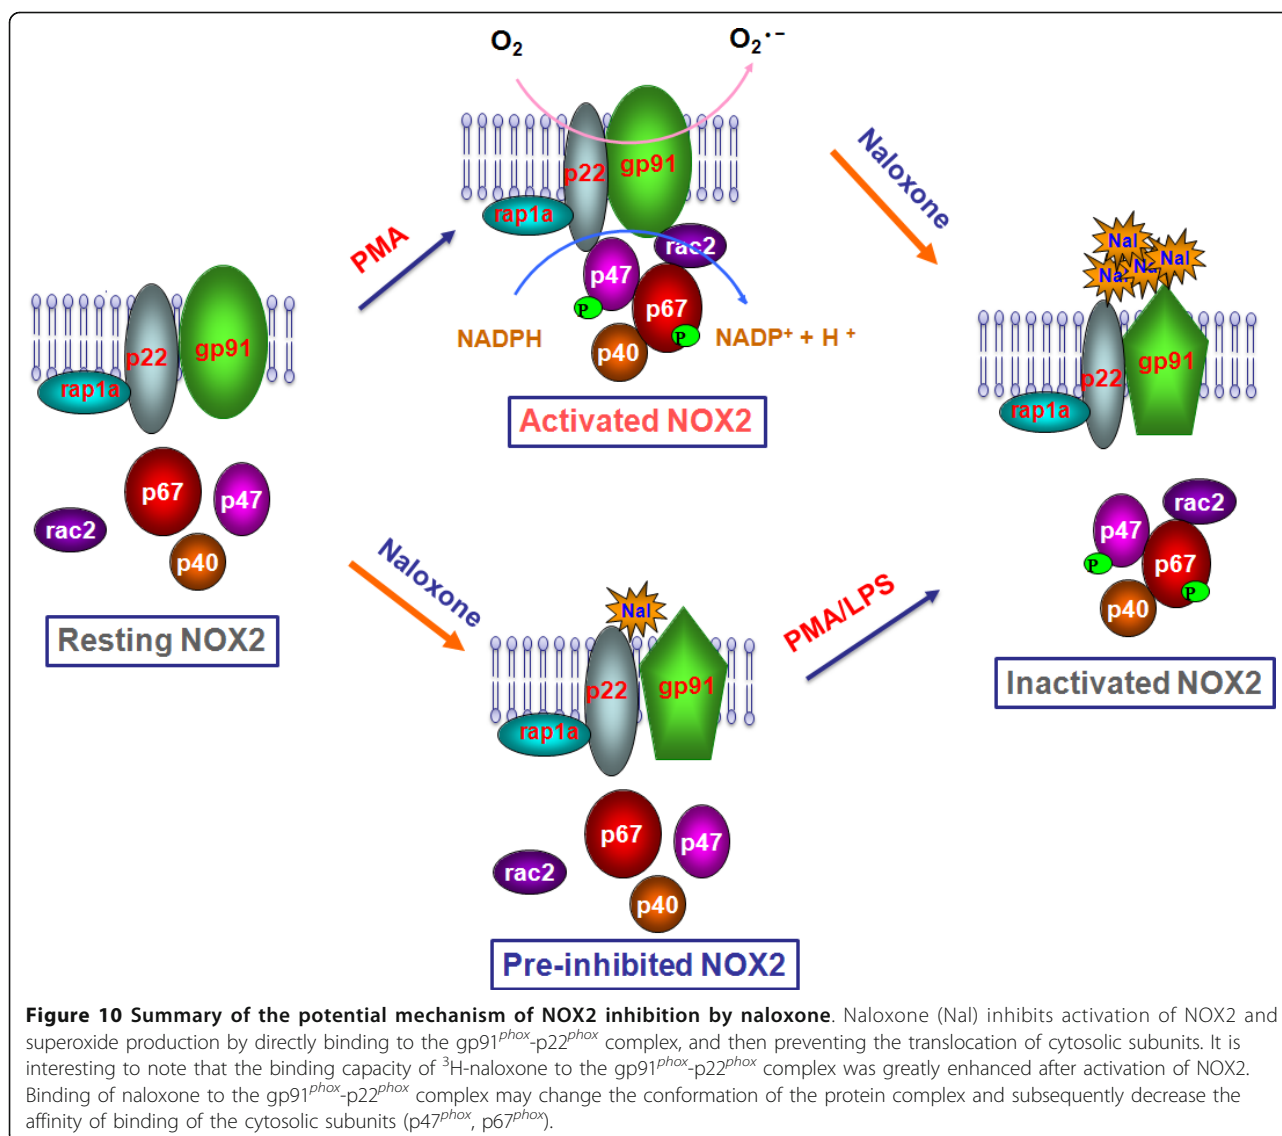 O₂
O₂•−
p22
gp91
rap1a
rac2
p47
P
p67
P
p40
NADPH
NADP⁺ + H ⁺
Activated NOX2
PMA
Naloxone
p22
gp91
rap1a
p67
p47
rac2
p40
Resting NOX2
Naloxone
Nal
p22
gp91
rap1a
p67
p47
rac2
p40
Pre-inhibited NOX2
PMA/LPS
Nal
Nal
Na
Na
p22
gp91
rap1a
rac2
p47
P
p67
P
p40
Inactivated NOX2
Figure 10 Summary of the potential mechanism of NOX2 inhibition by naloxone. Naloxone (Nal) inhibits activation of NOX2 and
superoxide production by directly binding to the gp91phox-p22phox complex, and then preventing the translocation of cytosolic subunits. It is
interesting to note that the binding capacity of ³H-naloxone to the gp91phox-p22phox complex was greatly enhanced after activation of NOX2.
Binding of naloxone to the gp91phox-p22phox complex may change the conformation of the protein complex and subsequently decrease the
affinity of binding of the cytosolic subunits (p47phox, p67phox).